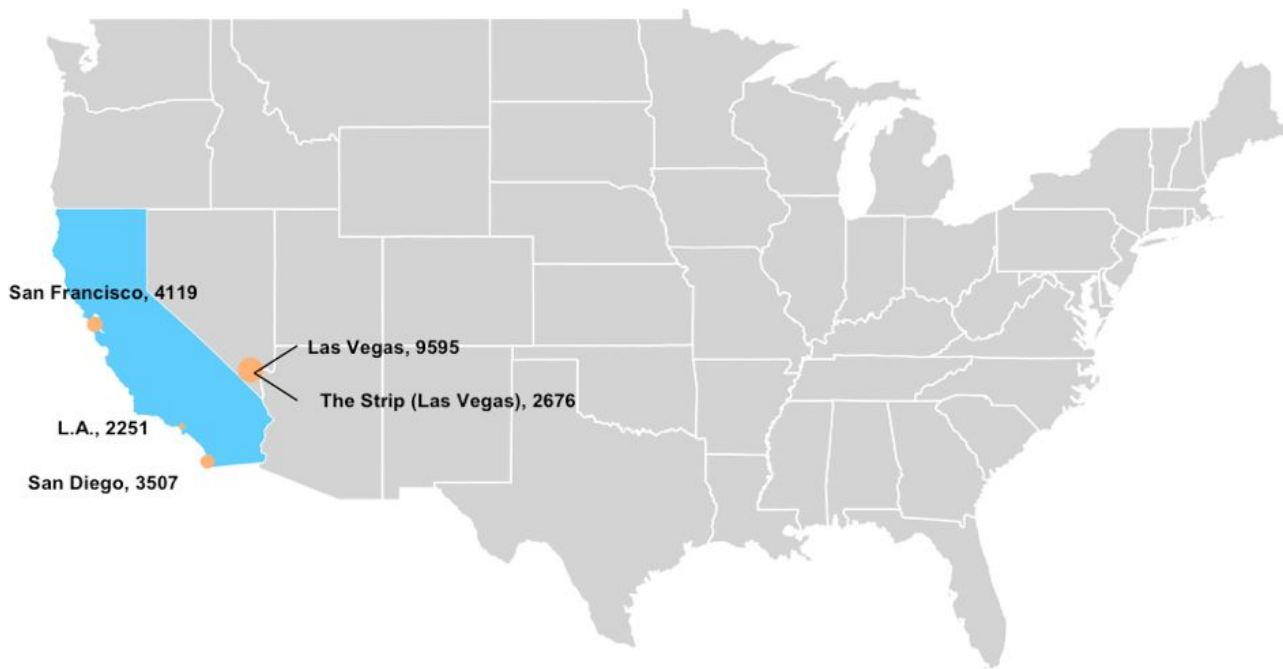 San Francisco, 4119
Las Vegas, 9595
The Strip (Las Vegas), 2676
L.A., 2251
San Diego, 3507